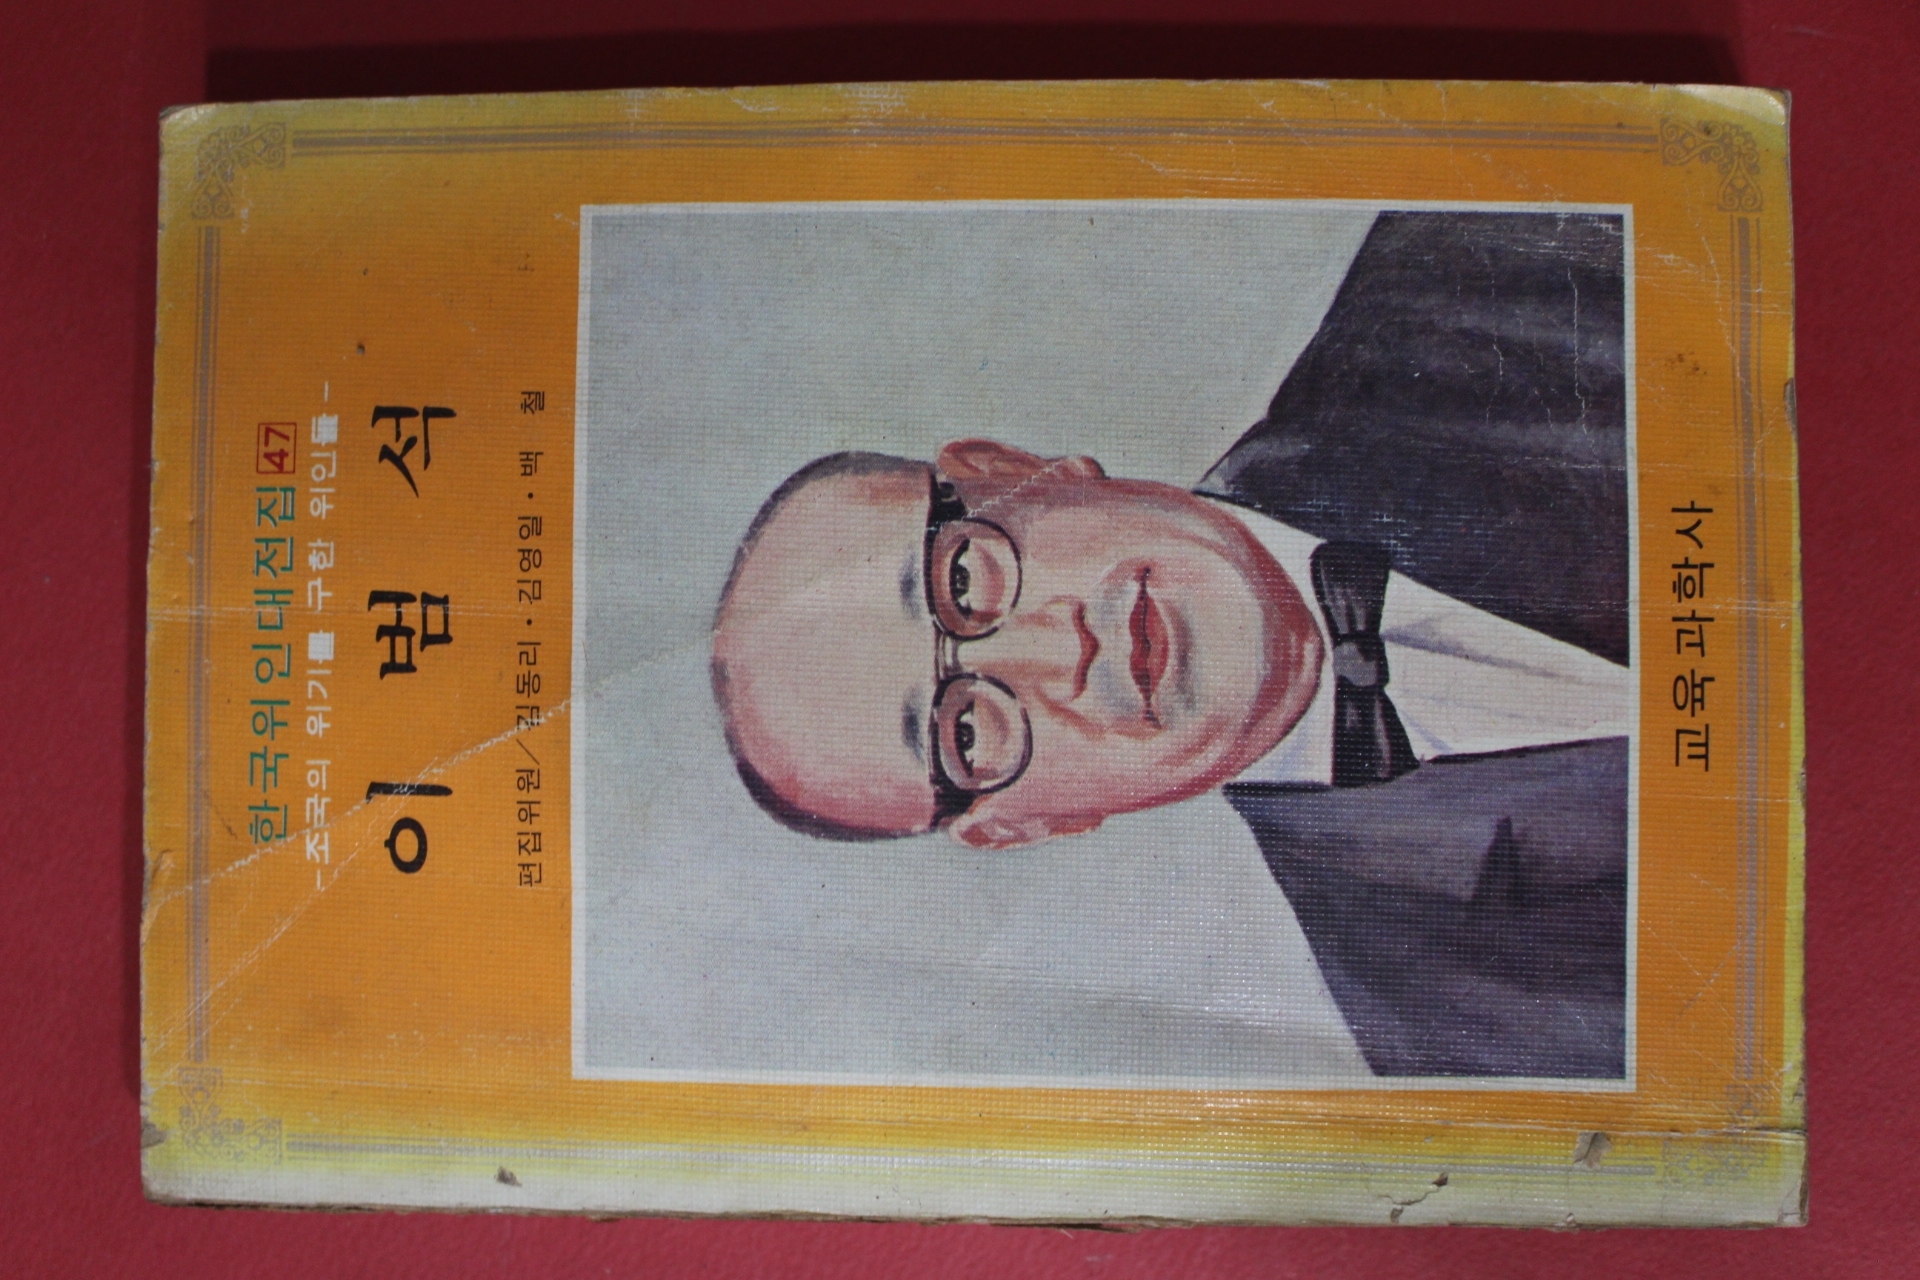 한국위인대전집 47
-조국의 위기를 구한 위인들-
이 범 석
편집위원/김동리·김영일·백 철
교육과학사